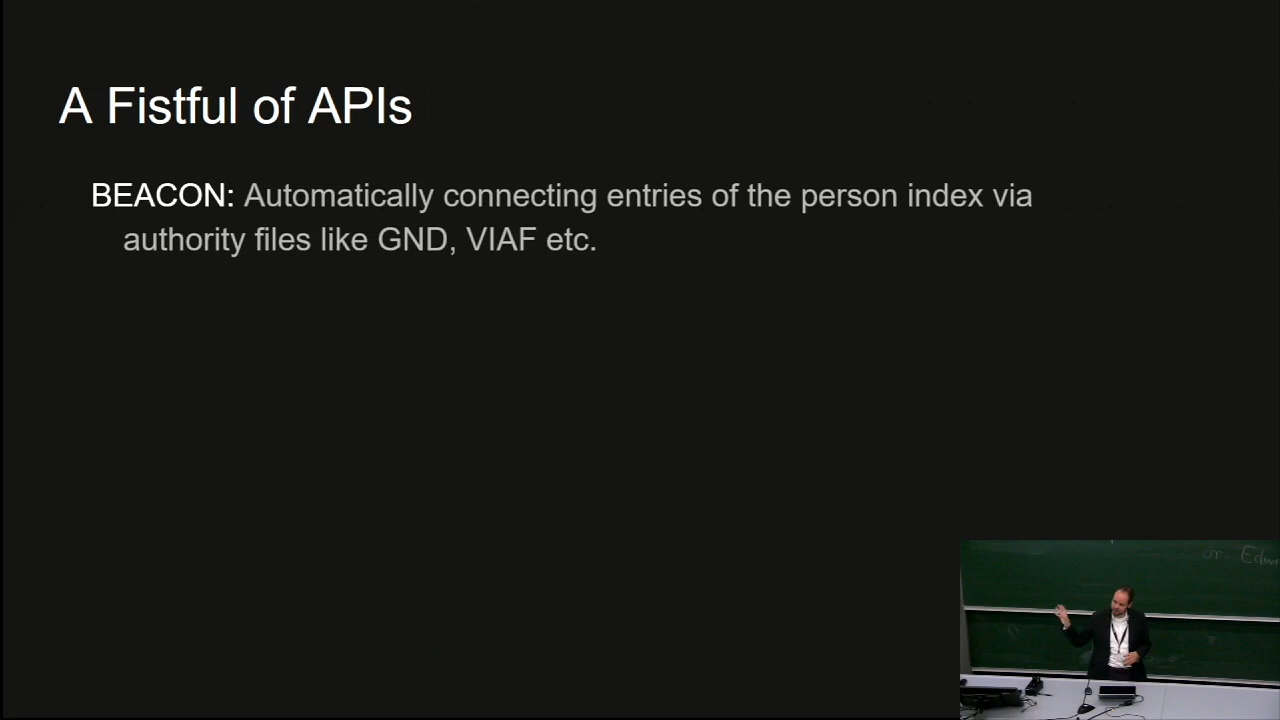 A Fistful of APIs
BEACON: Automatically connecting entries of the person index via
authority files like GND, VIAF etc.